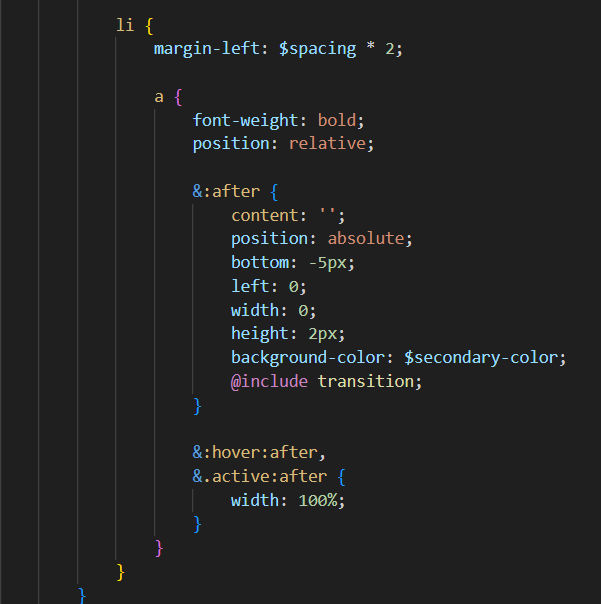 li {
margin-left: $spacing * 2;
a {
font-weight: bold;
position: relative;
&:after {
content: '';
position: absolute;
bottom: -5px;
left: 0;
width: 0;
height: 2px;
background-color: $secondary-color;
@include transition;
}
&:hover:after,
&.active:after {
width: 100%;
}
}
}
}